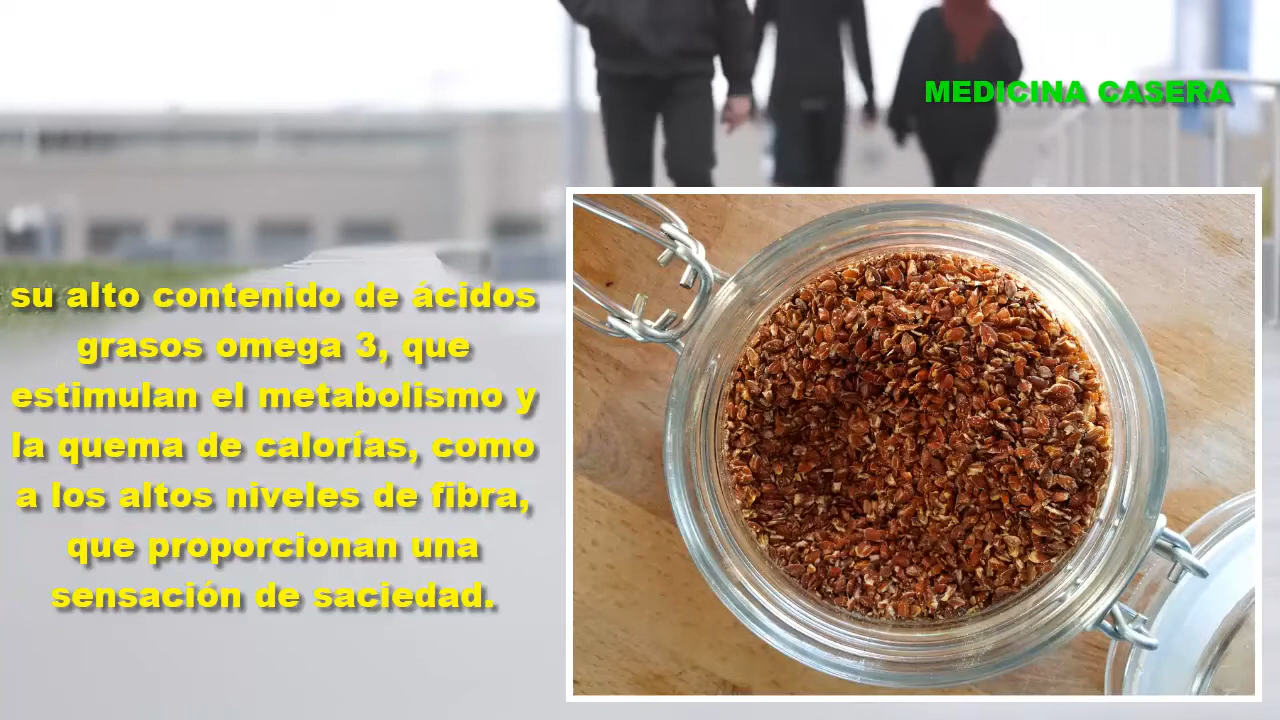 MEDICINA CASERA
su alto contenido de ácidos
grasos omega 3, que
estimulan el metabolismo y
la quema de calorías, como
a los altos niveles de fibra,
que proporcionan una
sensación de saciedad.